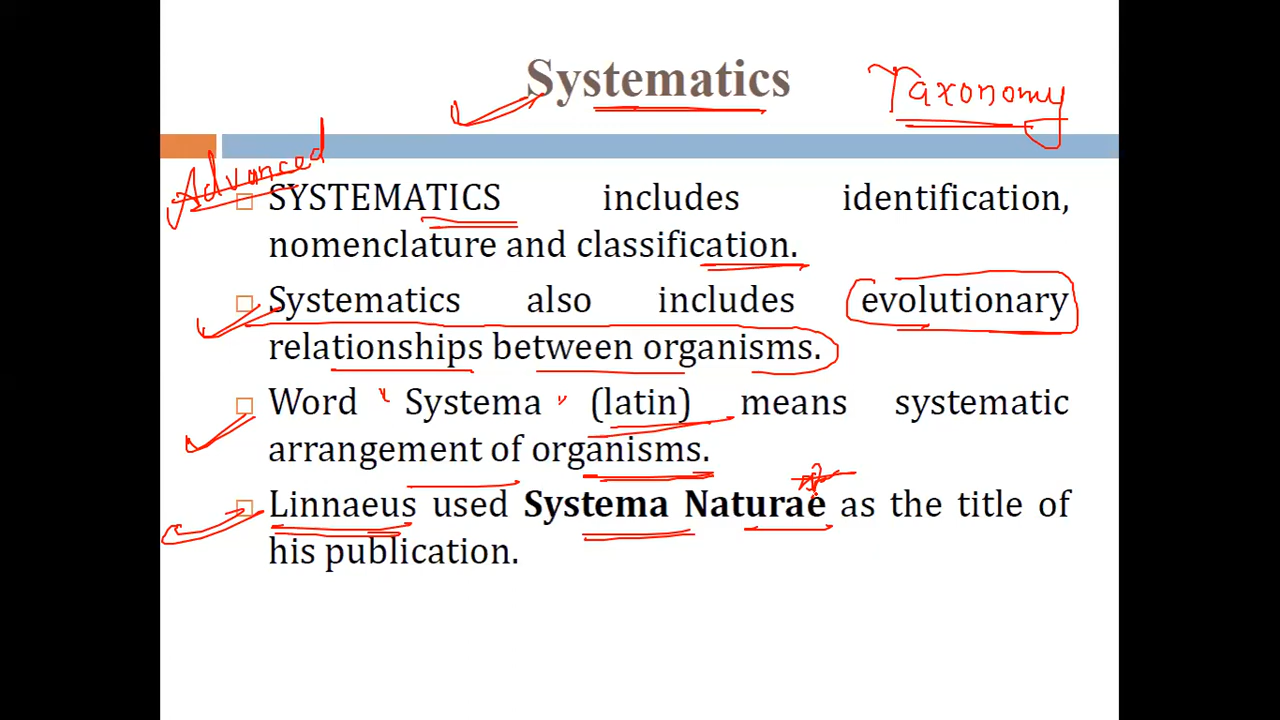 Systematics
Taxonomy
Advanced
SYSTEMATICS includes identification,
nomenclature and classification.
Systematics also includes evolutionary
relationships between organisms.
Word " Systema " (latin) means systematic
arrangement of organisms.
Linnaeus used Systema Naturae as the title of
his publication.